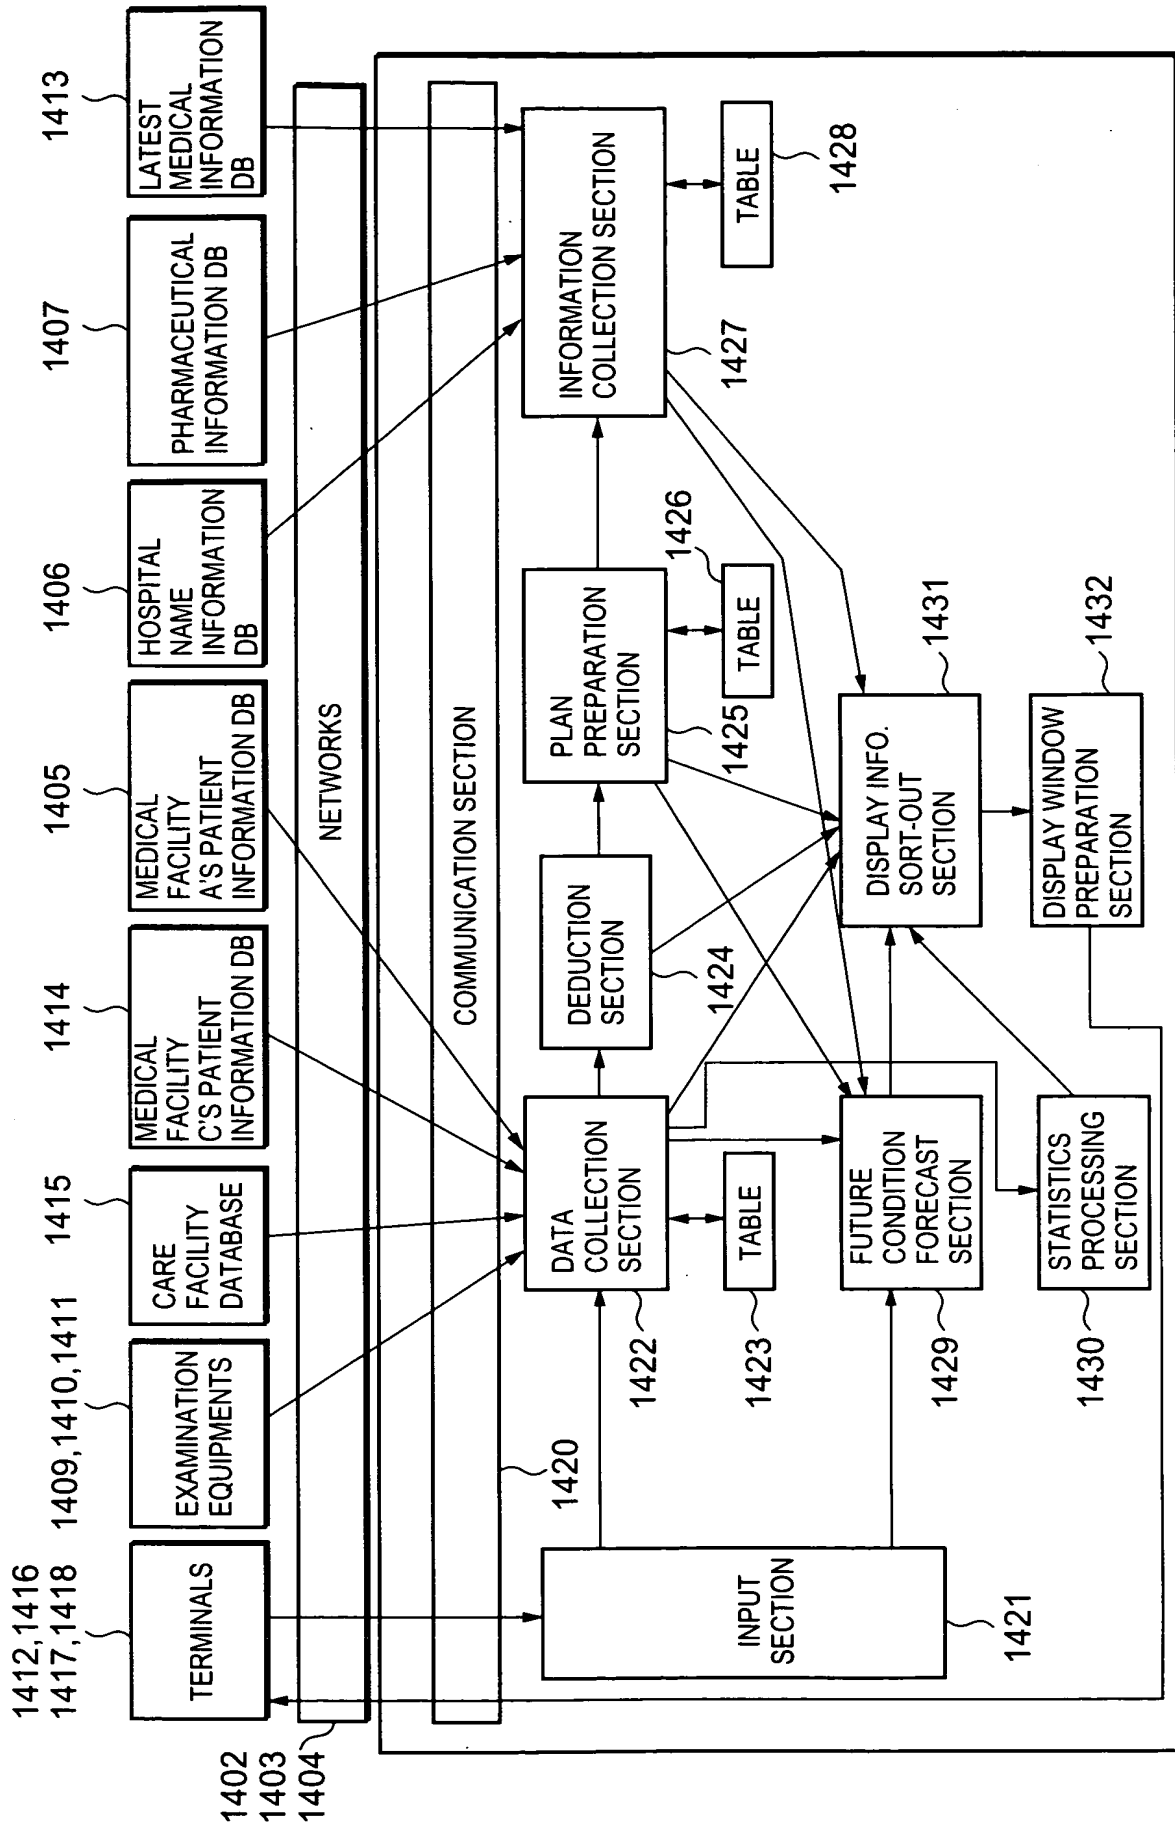 1412,1416
1417,1418
TERMINALS
1409,1410,1411
EXAMINATION
EQUIPMENTS
1415
CARE
FACILITY
DATABASE
1414
MEDICAL
FACILITY
C'S PATIENT
INFORMATION DB
1405
MEDICAL
FACILITY
A'S PATIENT
INFORMATION DB
1406
HOSPITAL
NAME
INFORMATION
DB
1407
PHARMACEUTICAL
INFORMATION DB
1413
LATEST
MEDICAL
INFORMATION
DB
1402
1403
1404
NETWORKS
COMMUNICATION SECTION
1420
INPUT
SECTION
1421
DATA
COLLECTION
SECTION
1422
TABLE
1423
DEDUCTION
SECTION
1424
PLAN
PREPARATION
SECTION
1425
TABLE
1426
INFORMATION
COLLECTION SECTION
1427
TABLE
1428
FUTURE
CONDITION
FORECAST
SECTION
1429
STATISTICS
PROCESSING
SECTION
1430
DISPLAY INFO.
SORT-OUT
SECTION
1431
DISPLAY WINDOW
PREPARATION
SECTION
1432